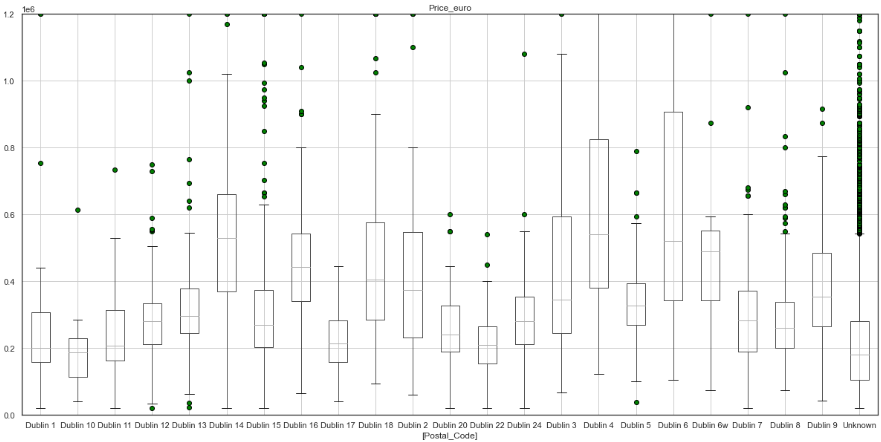 Price_euro
1e6
1.2
1.0
0.8
0.6
0.4
0.2
0.0
Dublin 1 Dublin 10 Dublin 11 Dublin 12 Dublin 13 Dublin 14 Dublin 15 Dublin 16 Dublin 17 Dublin 18 Dublin 2 Dublin 20 Dublin 22 Dublin 24 Dublin 3 Dublin 4 Dublin 5 Dublin 6 Dublin 6w Dublin 7 Dublin 8 Dublin 9 Unknown
[Postal_Code]